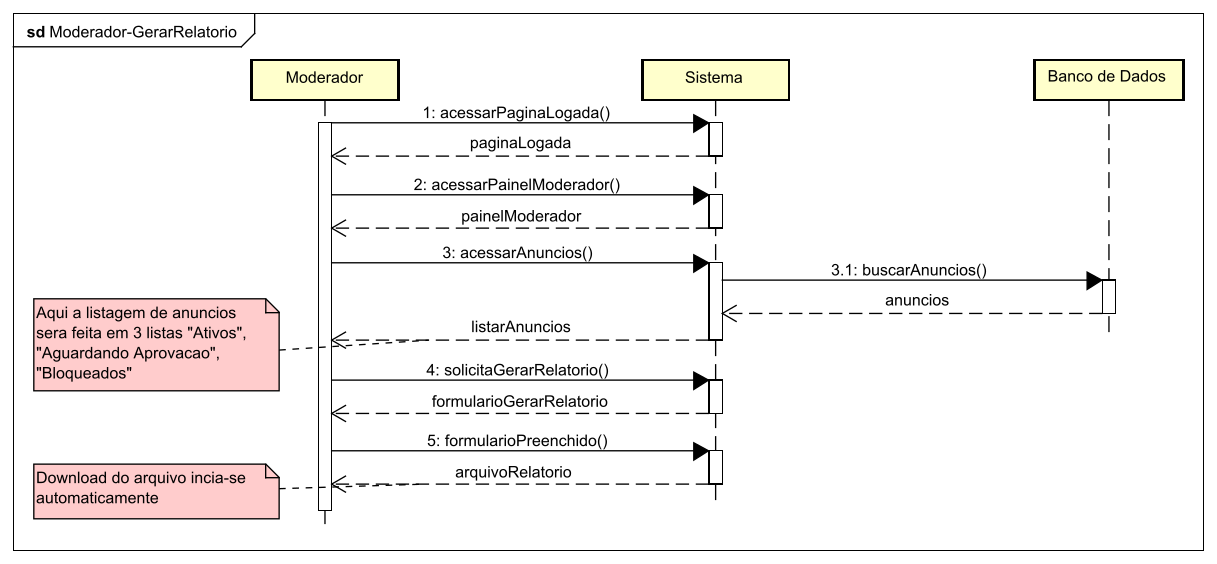 sd Moderador-GerarRelatorio
Moderador
Sistema
Banco de Dados
1: acessarPaginaLogada()
paginaLogada
2: acessarPainelModerador()
painelModerador
3: acessarAnuncios()
3.1: buscarAnuncios()
anuncios
Aqui a listagem de anuncios
sera feita em 3 listas "Ativos",
"Aguardando Aprovacao",
"Bloqueados"
listarAnuncios
4: solicitaGerarRelatorio()
formularioGerarRelatorio
5: formularioPreenchido()
arquivoRelatorio
Download do arquivo incia-se
automaticamente